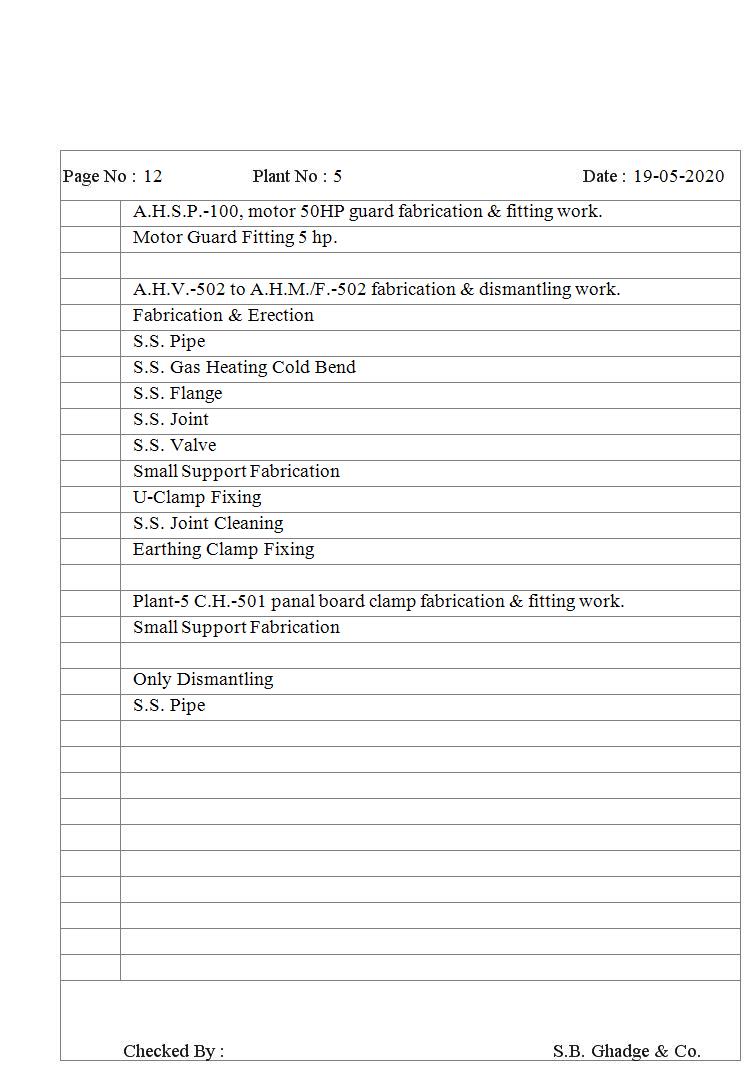 Page No : 12 Plant No : 5 Date : 19-05-2020
A.H.S.P.-100, motor 50HP guard fabrication & fitting work.
Motor Guard Fitting 5 hp.
A.H.V.-502 to A.H.M./F.-502 fabrication & dismantling work.
Fabrication & Erection
S.S. Pipe
S.S. Gas Heating Cold Bend
S.S. Flange
S.S. Joint
S.S. Valve
Small Support Fabrication
U-Clamp Fixing
S.S. Joint Cleaning
Earthing Clamp Fixing
Plant-5 C.H.-501 panal board clamp fabrication & fitting work.
Small Support Fabrication
Only Dismantling
S.S. Pipe
Checked By : S.B. Ghadge & Co.